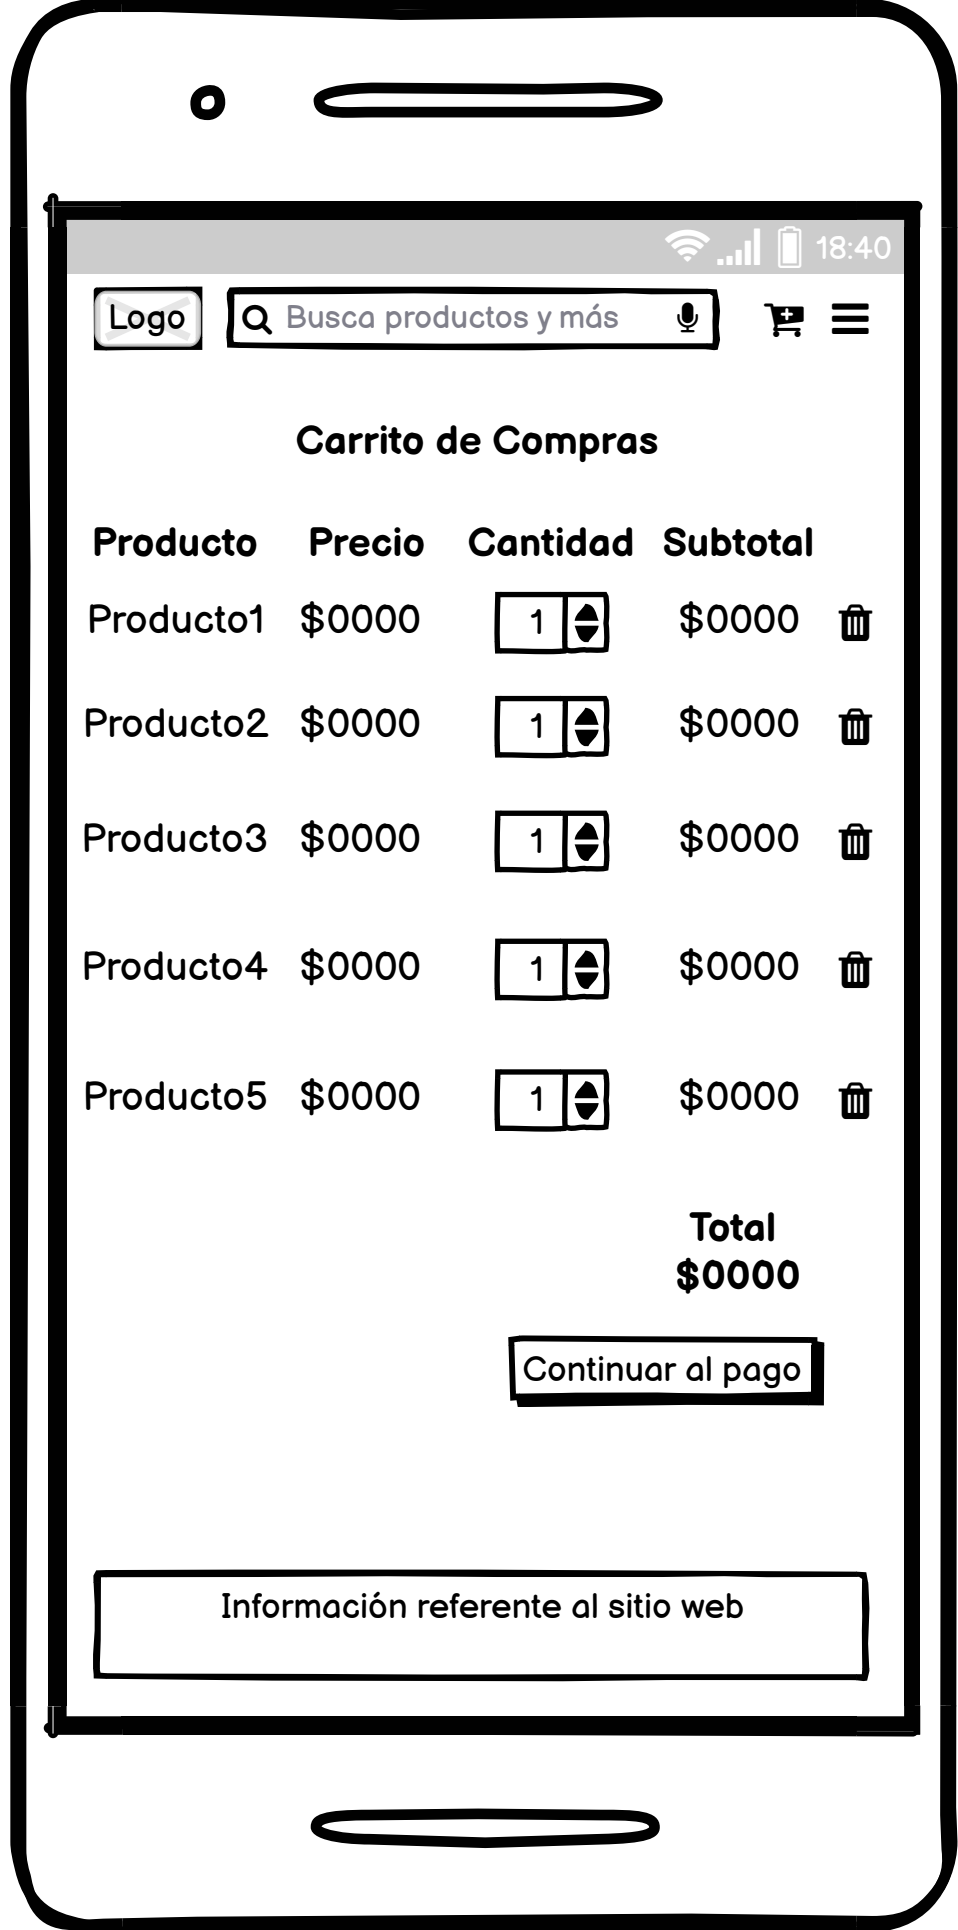 18:40
Logo Busca productos y más
Carrito de Compras
Producto Precio Cantidad Subtotal
Producto1 $0000 1 $0000
Producto2 $0000 1 $0000
Producto3 $0000 1 $0000
Producto4 $0000 1 $0000
Producto5 $0000 1 $0000
Total
$0000
Continuar al pago
Información referente al sitio web